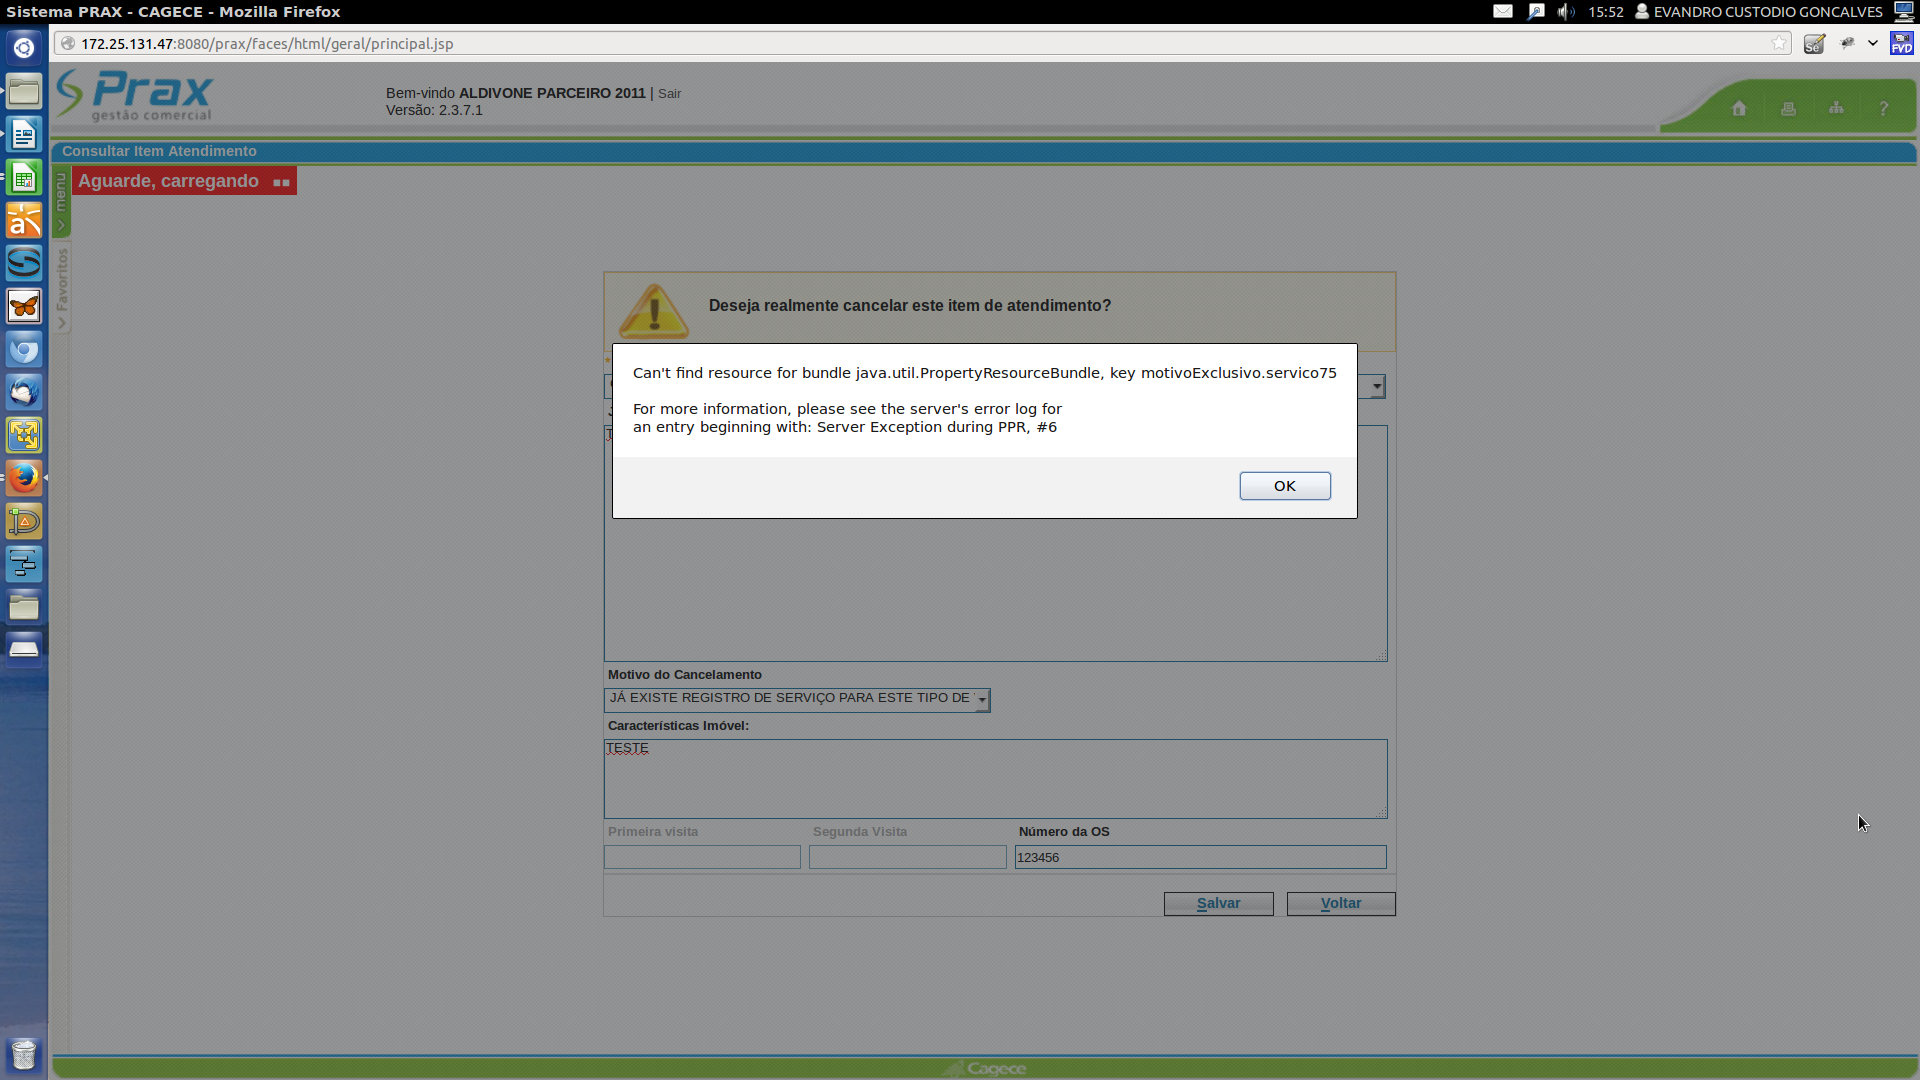 Sistema PRAX - CAGECE - Mozilla Firefox
15:52 EVANDRO CUSTODIO GONCALVES
172.25.131.47:8080/prax/faces/html/geral/principal.jsp
Se
FVD
Prax
gestão comercial
Bem-vindo ALDIVONE PARCEIRO 2011 | Sair
Versão: 2.3.7.1
?
Consultar Item Atendimento
menu
Favoritos
Aguarde, carregando
Deseja realmente cancelar este item de atendimento?
Can't find resource for bundle java.util.PropertyResourceBundle, key motivoExclusivo.servico75
For more information, please see the server's error log for
an entry beginning with: Server Exception during PPR, #6
OK
Motivo do Cancelamento
JÁ EXISTE REGISTRO DE SERVIÇO PARA ESTE TIPO DE
Características Imóvel:
TESTE
Primeira visita Segunda Visita Número da OS
123456
Salvar Voltar
Cagece